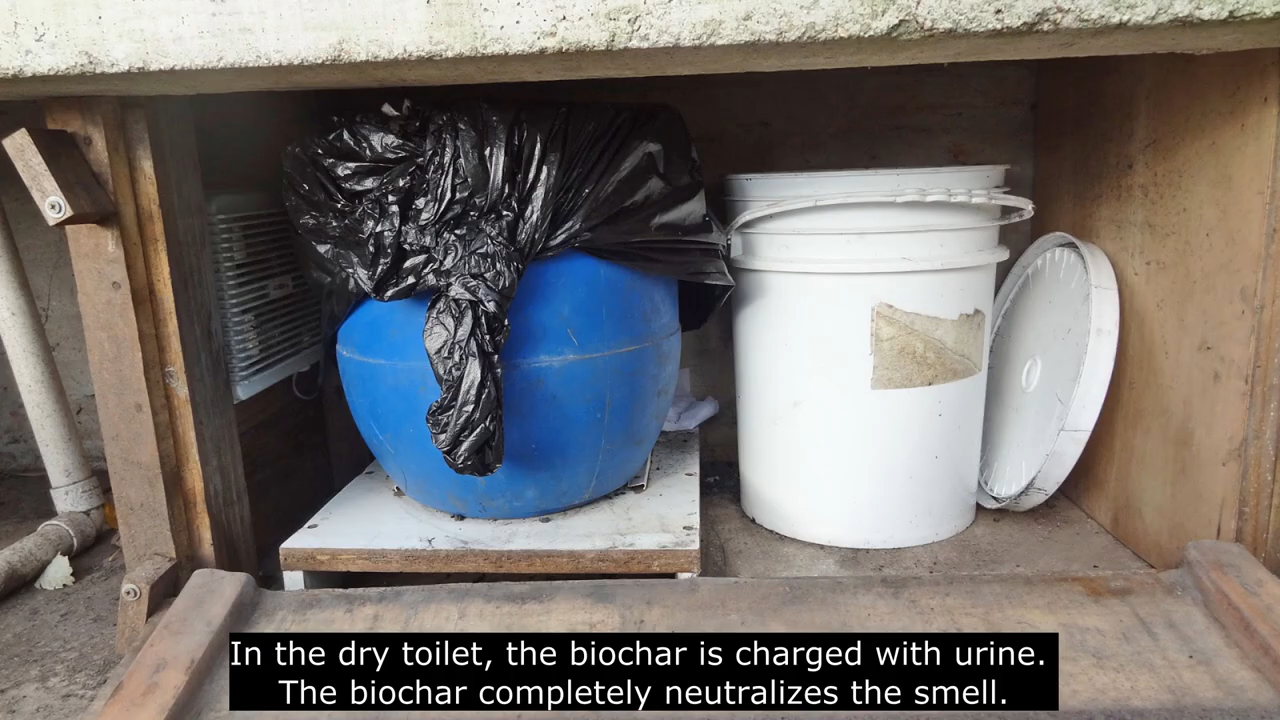 In the dry toilet, the biochar is charged with urine.
The biochar completely neutralizes the smell.